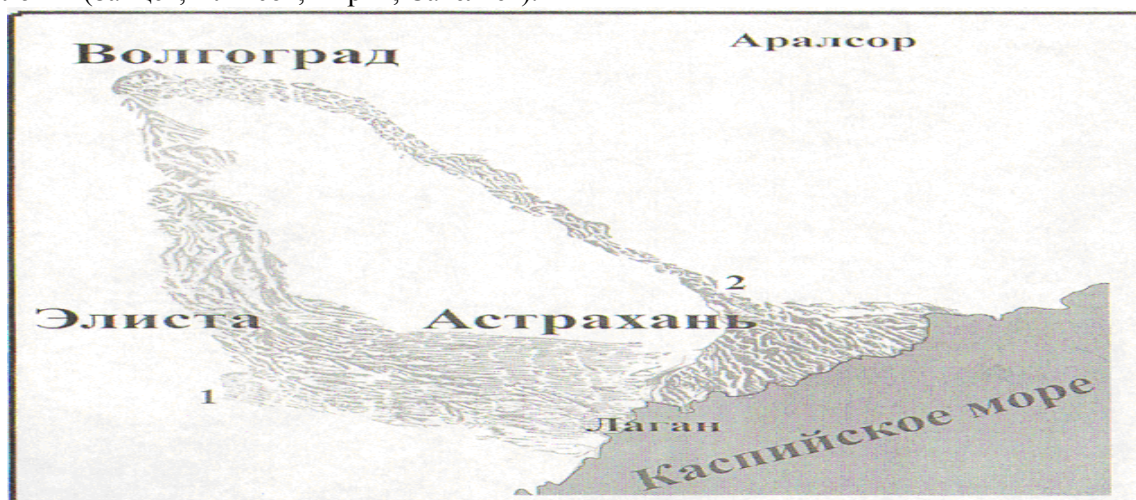 Волгоград
Аралсор
2
Элиста
Астрахань
1
Лаган
Каспийское море